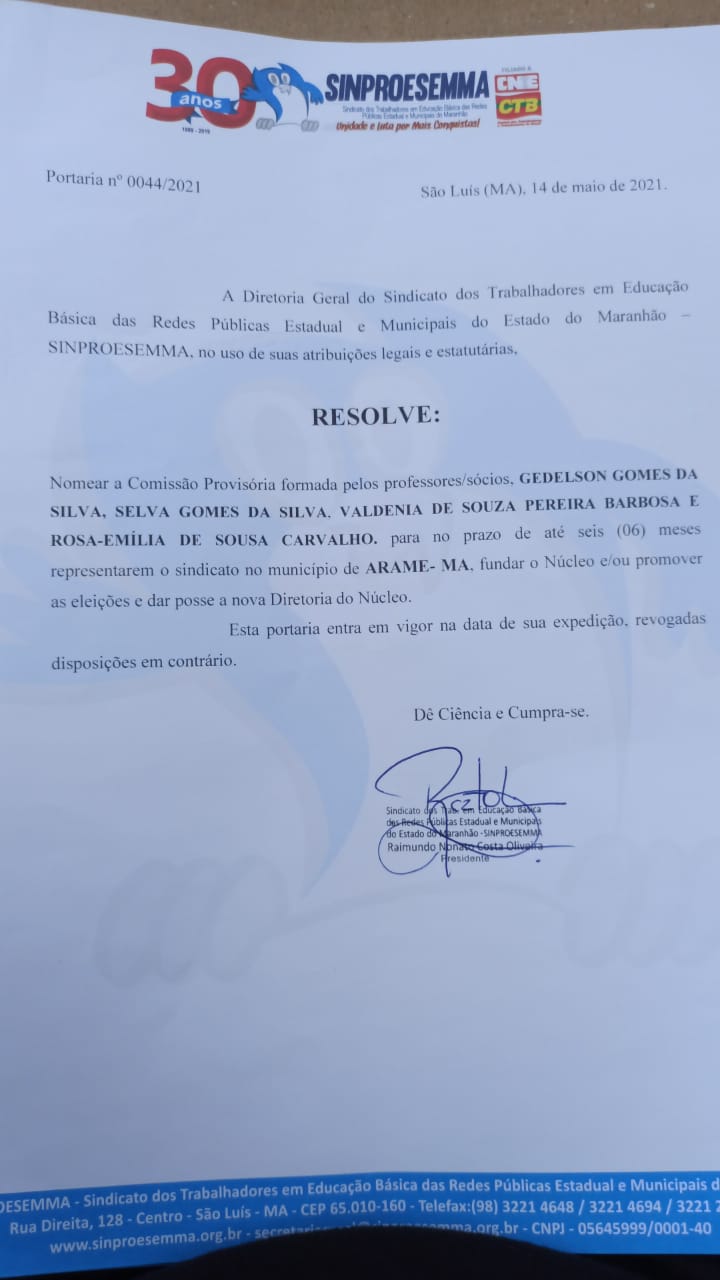 30
anos
1989 - 2019
SINPROESEMMA
Sindicato dos Trabalhadores em Educação Básica das Redes
Públicas Estadual e Municipais do Maranhão
Unidade e Luta por Mais Conquistas!
FILIADO À
CNE
CTB
Portaria nº 0044/2021
São Luís (MA), 14 de maio de 2021.
A Diretoria Geral do Sindicato dos Trabalhadores em Educação
Básica das Redes Públicas Estadual e Municipais do Estado do Maranhão –
SINPROESEMMA, no uso de suas atribuições legais e estatutárias,
RESOLVE:
Nomear a Comissão Provisória formada pelos professores/sócios, GEDELSON GOMES DA
SILVA, SELVA GOMES DA SILVA, VALDENIA DE SOUZA PEREIRA BARBOSA E
ROSA-EMÍLIA DE SOUSA CARVALHO, para no prazo de até seis (06) meses
representarem o sindicato no município de ARAME- MA, fundar o Núcleo e/ou promover
as eleições e dar posse a nova Diretoria do Núcleo.
Esta portaria entra em vigor na data de sua expedição, revogadas
disposições em contrário.
Dê Ciência e Cumpra-se.
Sindicato dos Trab. em Educação Básica
das Redes Públicas Estadual e Municipais
do Estado do Maranhão -SINPROESEMMA
Raimundo Nonato Costa Oliveira
Presidente
OESEMMA - Sindicato dos Trabalhadores em Educação Básica das Redes Públicas Estadual e Municipais d
Rua Direita, 128 - Centro - São Luís - MA - CEP 65.010-160 - Telefax:(98) 3221 4648 / 3221 4694 / 3221 2
www.sinproesemma.org.br - emma.org.br - CNPJ - 05645999/0001-40